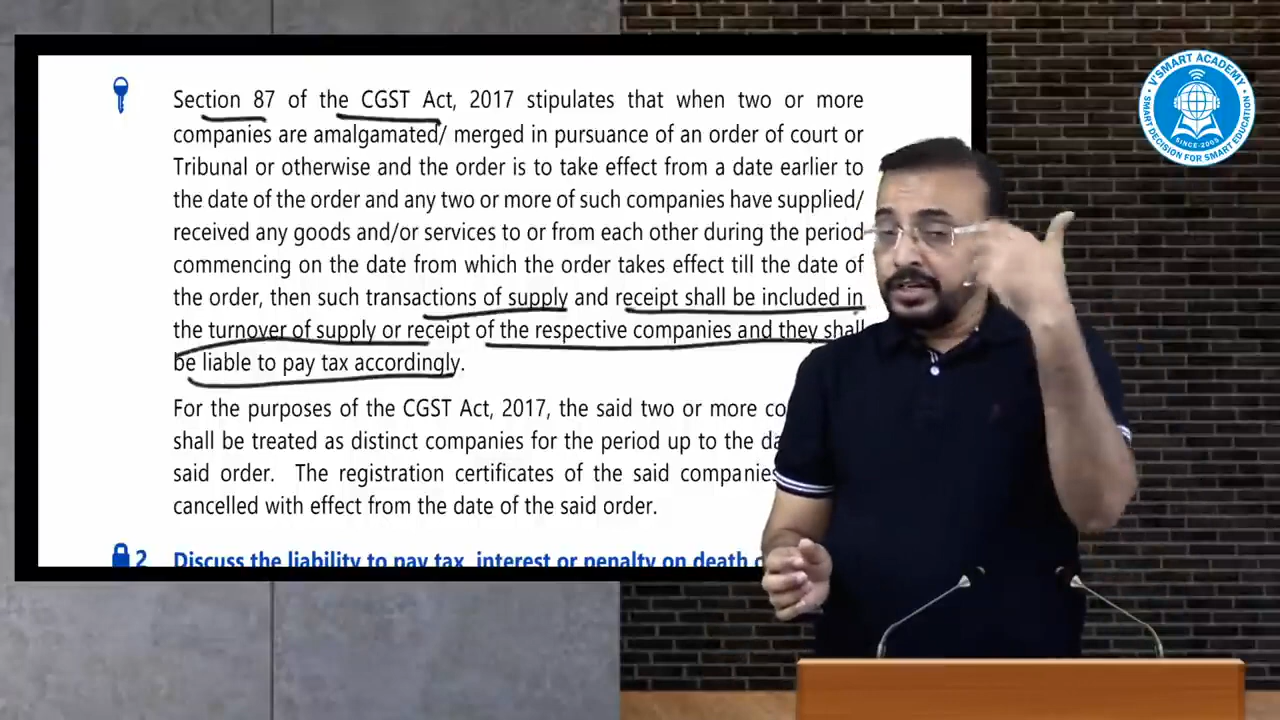 Section 87 of the CGST Act, 2017 stipulates that when two or more
companies are amalgamated/ merged in pursuance of an order of court or
Tribunal or otherwise and the order is to take effect from a date earlier to
the date of the order and any two or more of such companies have supplied/
received any goods and/or services to or from each other during the period
commencing on the date from which the order takes effect till the date of
the order, then such transactions of supply and receipt shall be included in
the turnover of supply or receipt of the respective companies and they shall
be liable to pay tax accordingly.
For the purposes of the CGST Act, 2017, the said two or more
shall be treated as distinct companies for the period up to the
said order. The registration certificates of the said companies
cancelled with effect from the date of the said order.
2 Discuss the liability to pay tax, interest or penalty on death
V'SMART ACADEMY
SINCE-2005
SMART DECISION FOR SMART EDUCATION